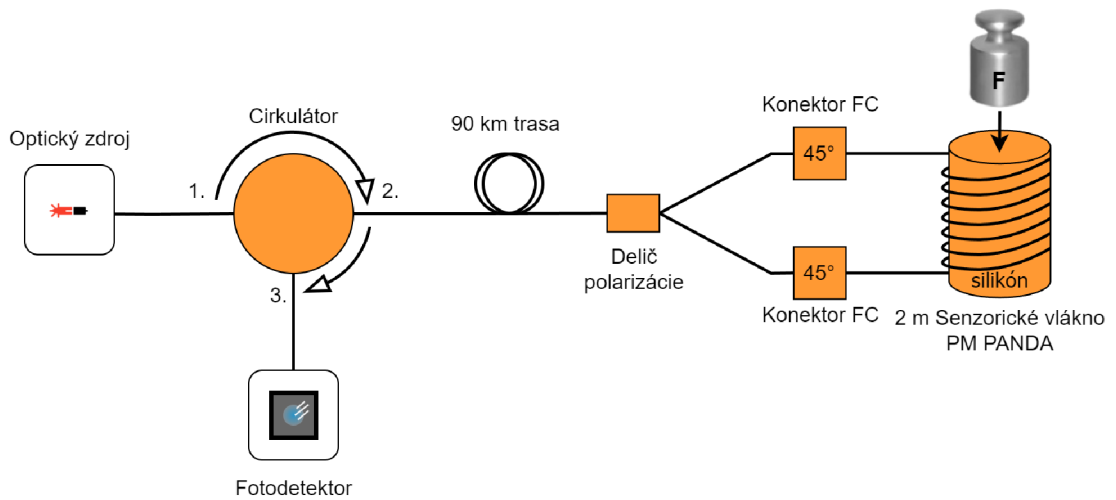 Optický zdroj
Cirkulátor
1.
2.
3.
Fotodetektor
90 km trasa
Delič
polarizácie
Konektor FC
45°
45°
Konektor FC
F
silikón
2 m Senzorické vlákno
PM PANDA